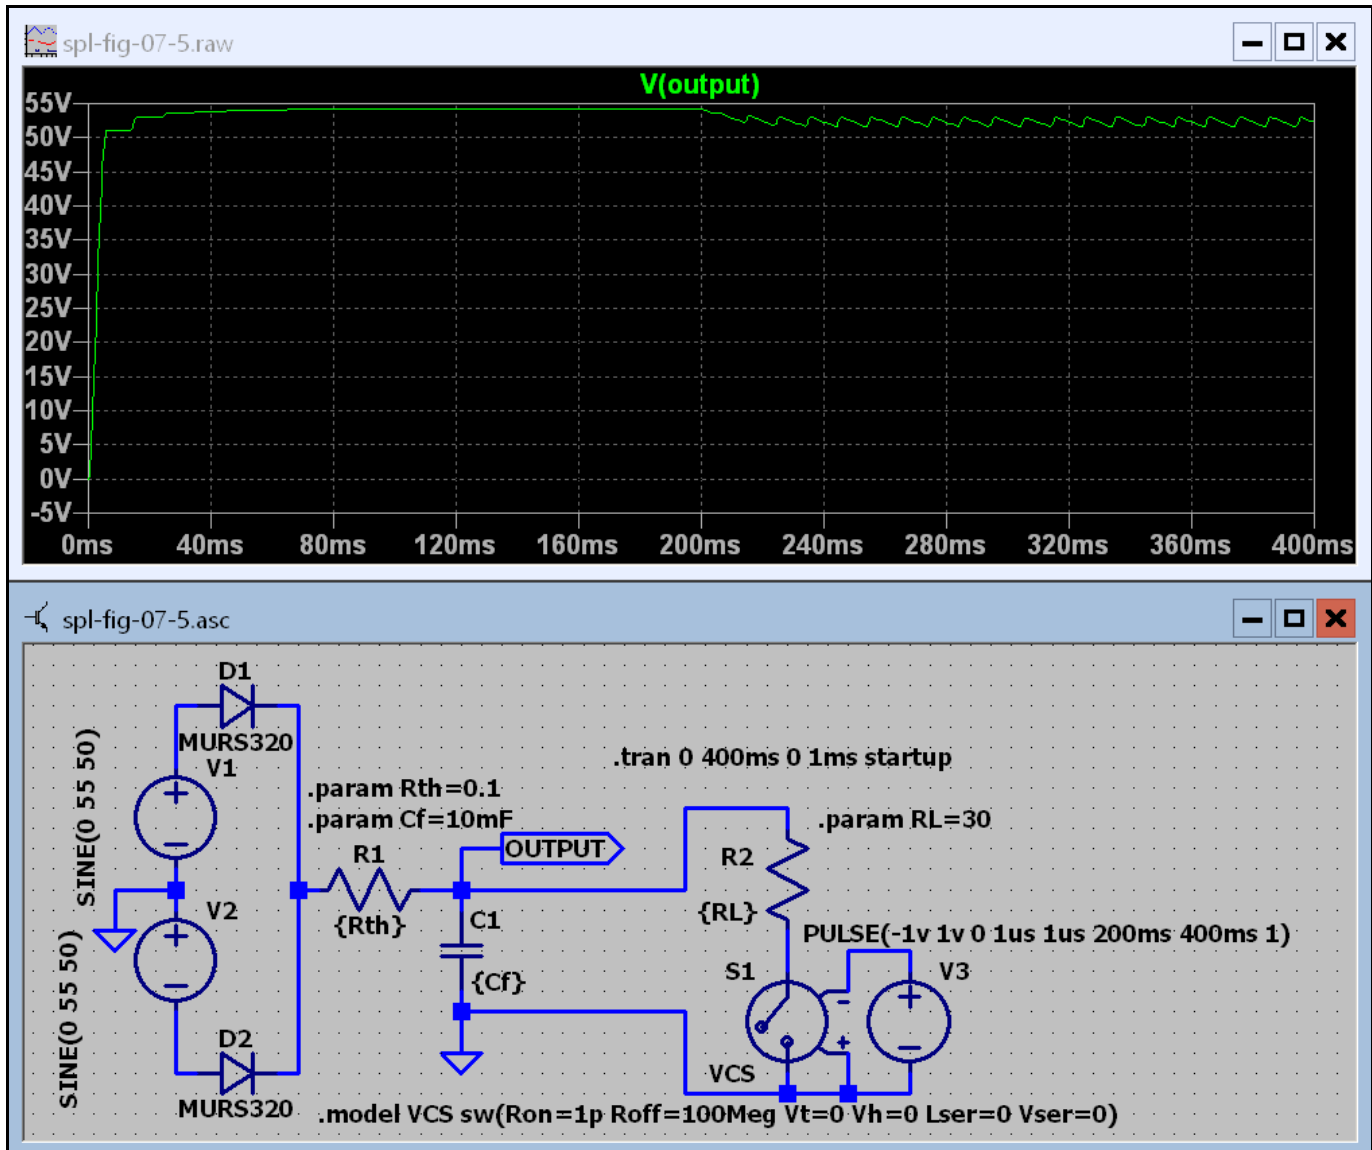 spl-fig-07-5.raw
V(output)
55V
50V
45V
40V
35V
30V
25V
20V
15V
10V
5V
0V
-5V
0ms 40ms 80ms 120ms 160ms 200ms 240ms 280ms 320ms 360ms 400ms
spl-fig-07-5.asc
D1
MURS320
V1
SINE(0 55 50)
.tran 0 400ms 0 1ms startup
.param Rth=0.1
.param Cf=10mF
.param RL=30
R1
{Rth}
OUTPUT
R2
{RL}
C1
{Cf}
V2
SINE(0 55 50)
PULSE(-1v 1v 0 1us 1us 200ms 400ms 1)
S1
V3
VCS
D2
MURS320
.model VCS sw(Ron=1p Roff=100Meg Vt=0 Vh=0 Lser=0 Vser=0)